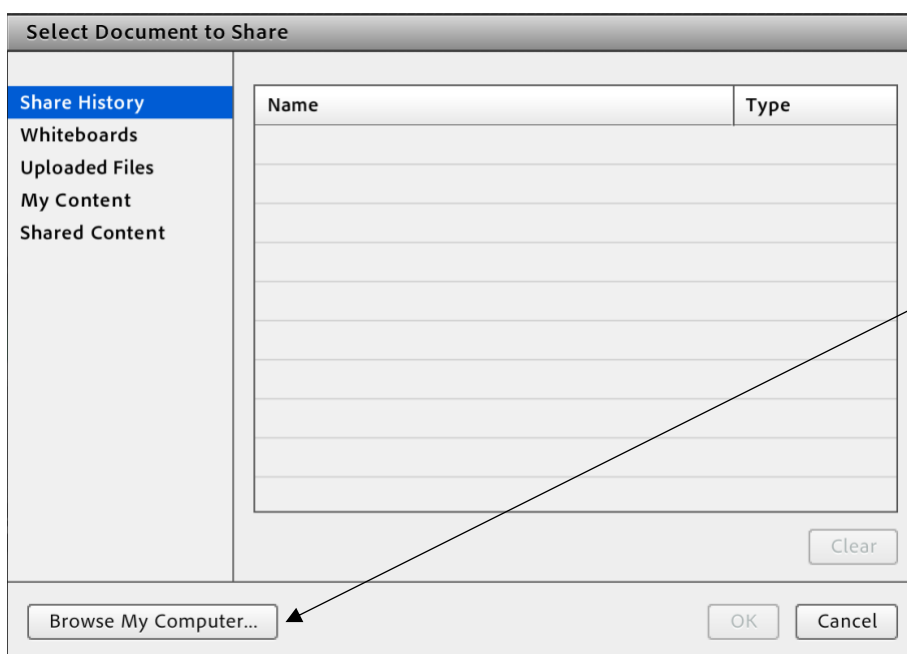 Select Document to Share
Share History
Whiteboards
Uploaded Files
My Content
Shared Content
Name Type
Clear
Browse My Computer... OK Cancel